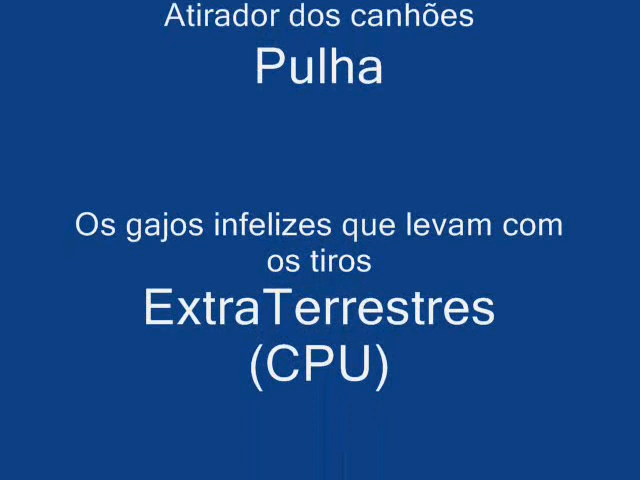 Atirador dos canhões
Pulha
Os gajos infelizes que levam com
os tiros
ExtraTerrestres
(CPU)